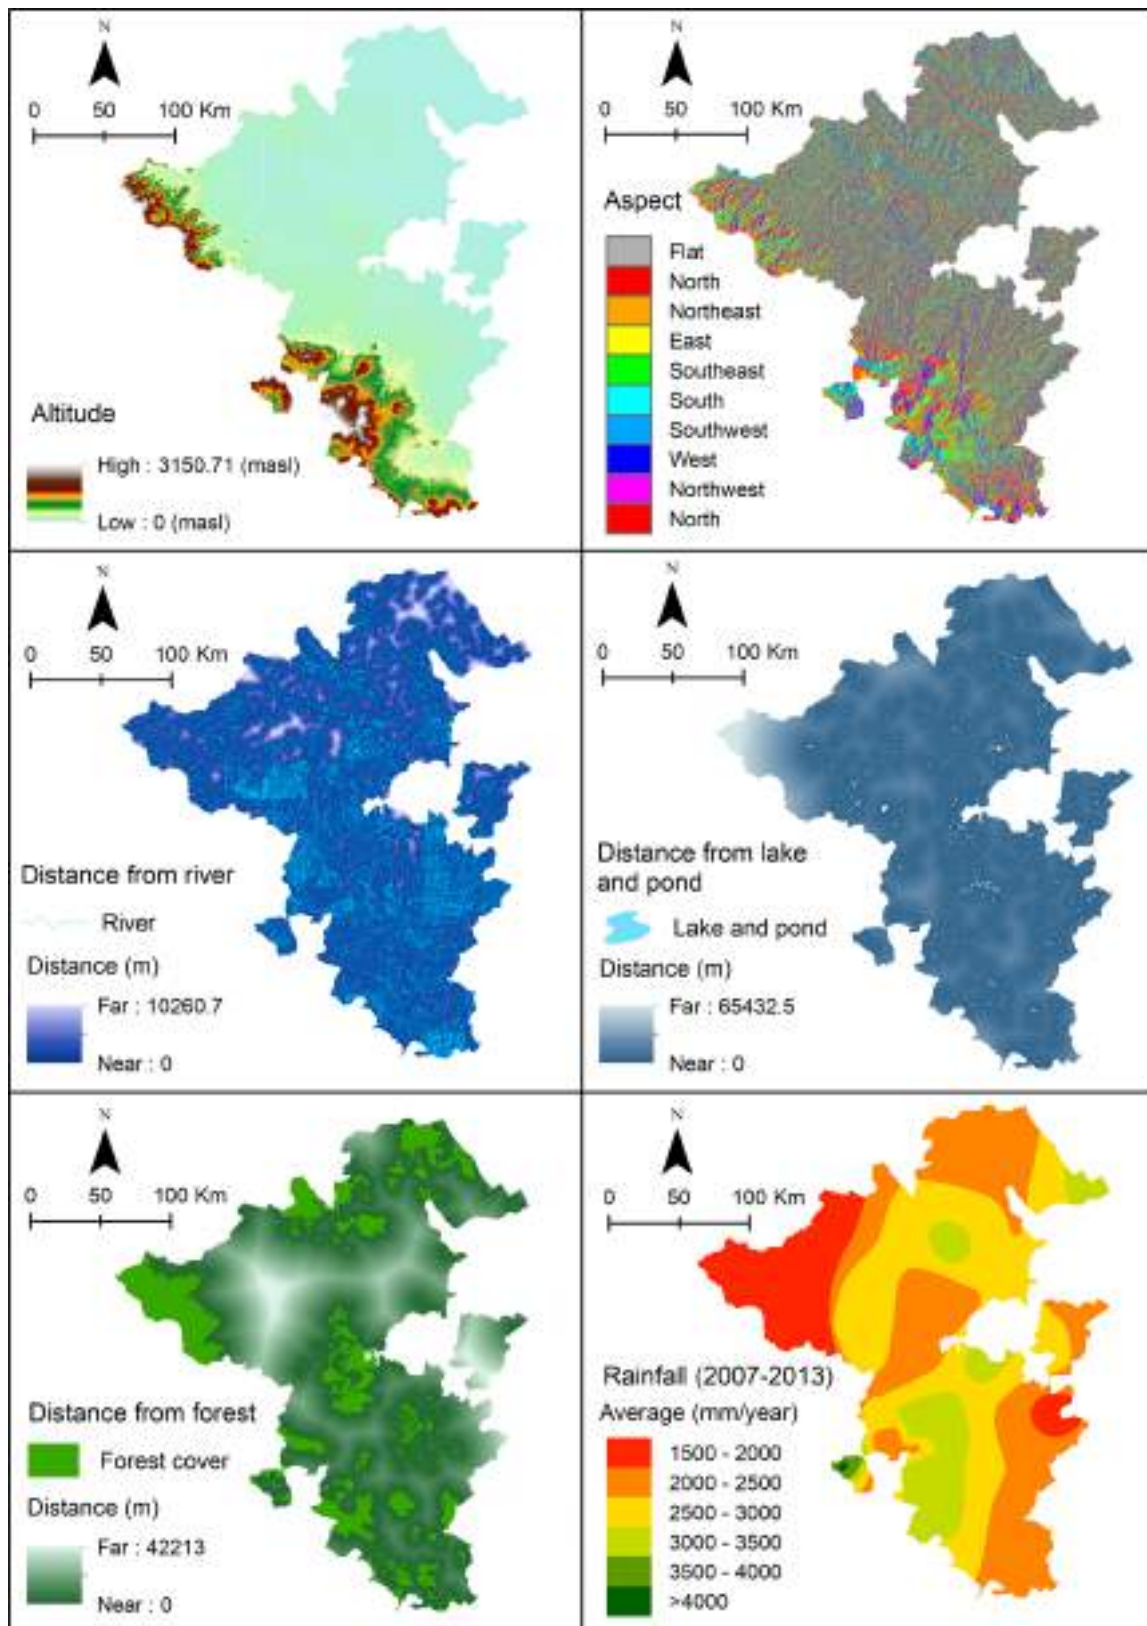 N
0 50 100 Km
Altitude
High : 3150.71 (masl)
Low : 0 (masl)
N
0 50 100 Km
Aspect
Flat
North
Northeast
East
Southeast
South
Southwest
West
Northwest
North
N
0 50 100 Km
Distance from river
River
Distance (m)
Far : 10260.7
Near : 0
N
0 50 100 Km
Distance from lake
and pond
Lake and pond
Distance (m)
Far : 65432.5
Near : 0
N
0 50 100 Km
Distance from forest
Forest cover
Distance (m)
Far : 42213
Near : 0
N
0 50 100 Km
Rainfall (2007-2013)
Average (mm/year)
1500 - 2000
2000 - 2500
2500 - 3000
3000 - 3500
3500 - 4000
>4000